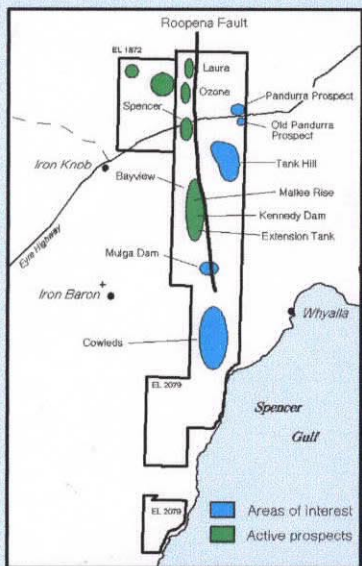 Roopena Fault
EL 1872
Laura
Ozone
Spencer
Pandurra Prospect
Old Pandurra
Prospect
Iron Knob
Tank Hill
Bayview
Mallee Rise
Kennedy Dam
Extension Tank
Eyre Highway
Mulga Dam
Iron Baron
Whyalla
Cowleds
EL 2079
Spencer
Gulf
EL 2079
Areas of interest
Active prospects